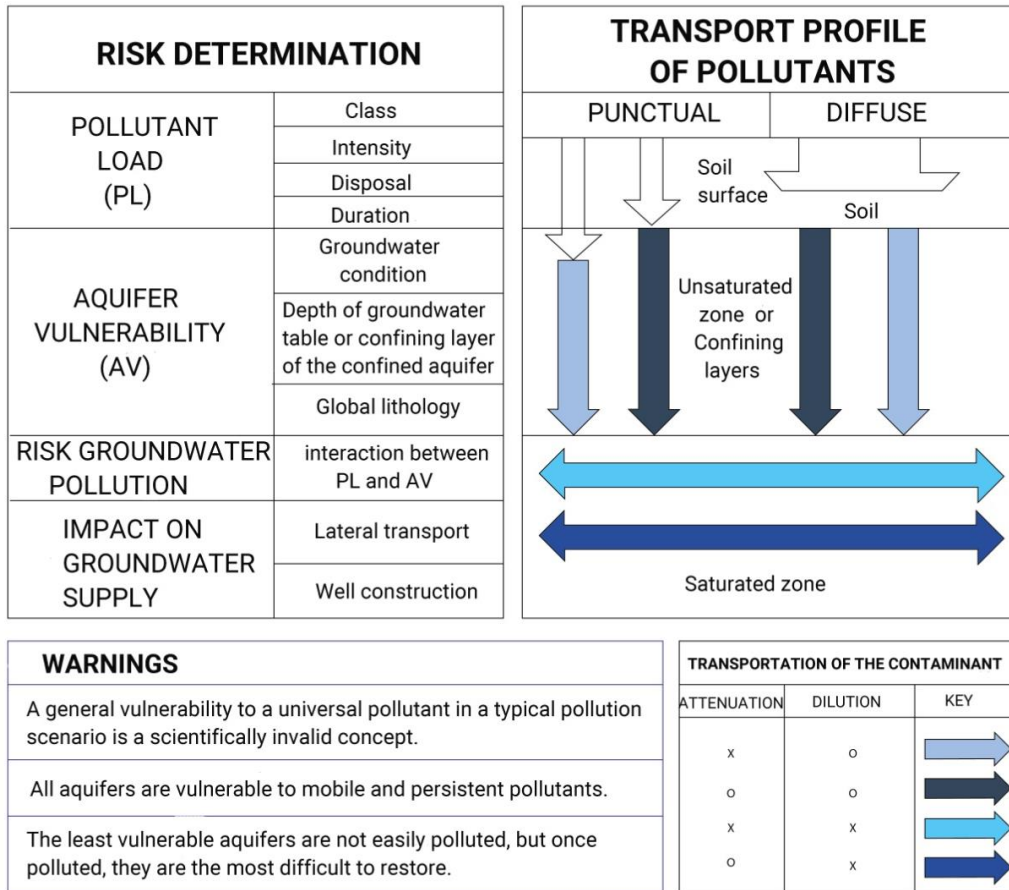 RISK DETERMINATION
POLLUTANT
LOAD
(PL)
Class
Intensity
Disposal
Duration
AQUIFER
VULNERABILITY
(AV)
Groundwater
condition
Depth of groundwater
table or confining layer
of the confined aquifer
Global lithology
RISK GROUNDWATER
POLLUTION
interaction between
PL and AV
IMPACT ON
GROUNDWATER
SUPPLY
Lateral transport
Well construction
TRANSPORT PROFILE
OF POLLUTANTS
PUNCTUAL
DIFFUSE
Soil
surface
Soil
Unsaturated
zone or
Confining
layers
Saturated zone
WARNINGS
A general vulnerability to a universal pollutant in a typical pollution
scenario is a scientifically invalid concept.
All aquifers are vulnerable to mobile and persistent pollutants.
The least vulnerable aquifers are not easily polluted, but once
polluted, they are the most difficult to restore.
TRANSPORTATION OF THE CONTAMINANT
ATTENUATION DILUTION KEY
X O
O O
X X
O X